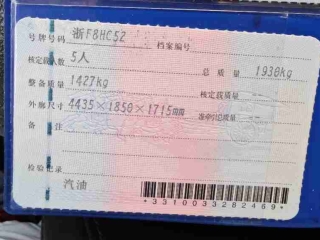 号牌号码 浙F8HC52 档案编号
核定载人数 5人 总质量 1930kg
整备质量 1427kg 核定载质量 --
外廓尺寸 4435×1850×1715mm 准牵引总质量 --
备注
检验记录
汽油
*3310033282469*